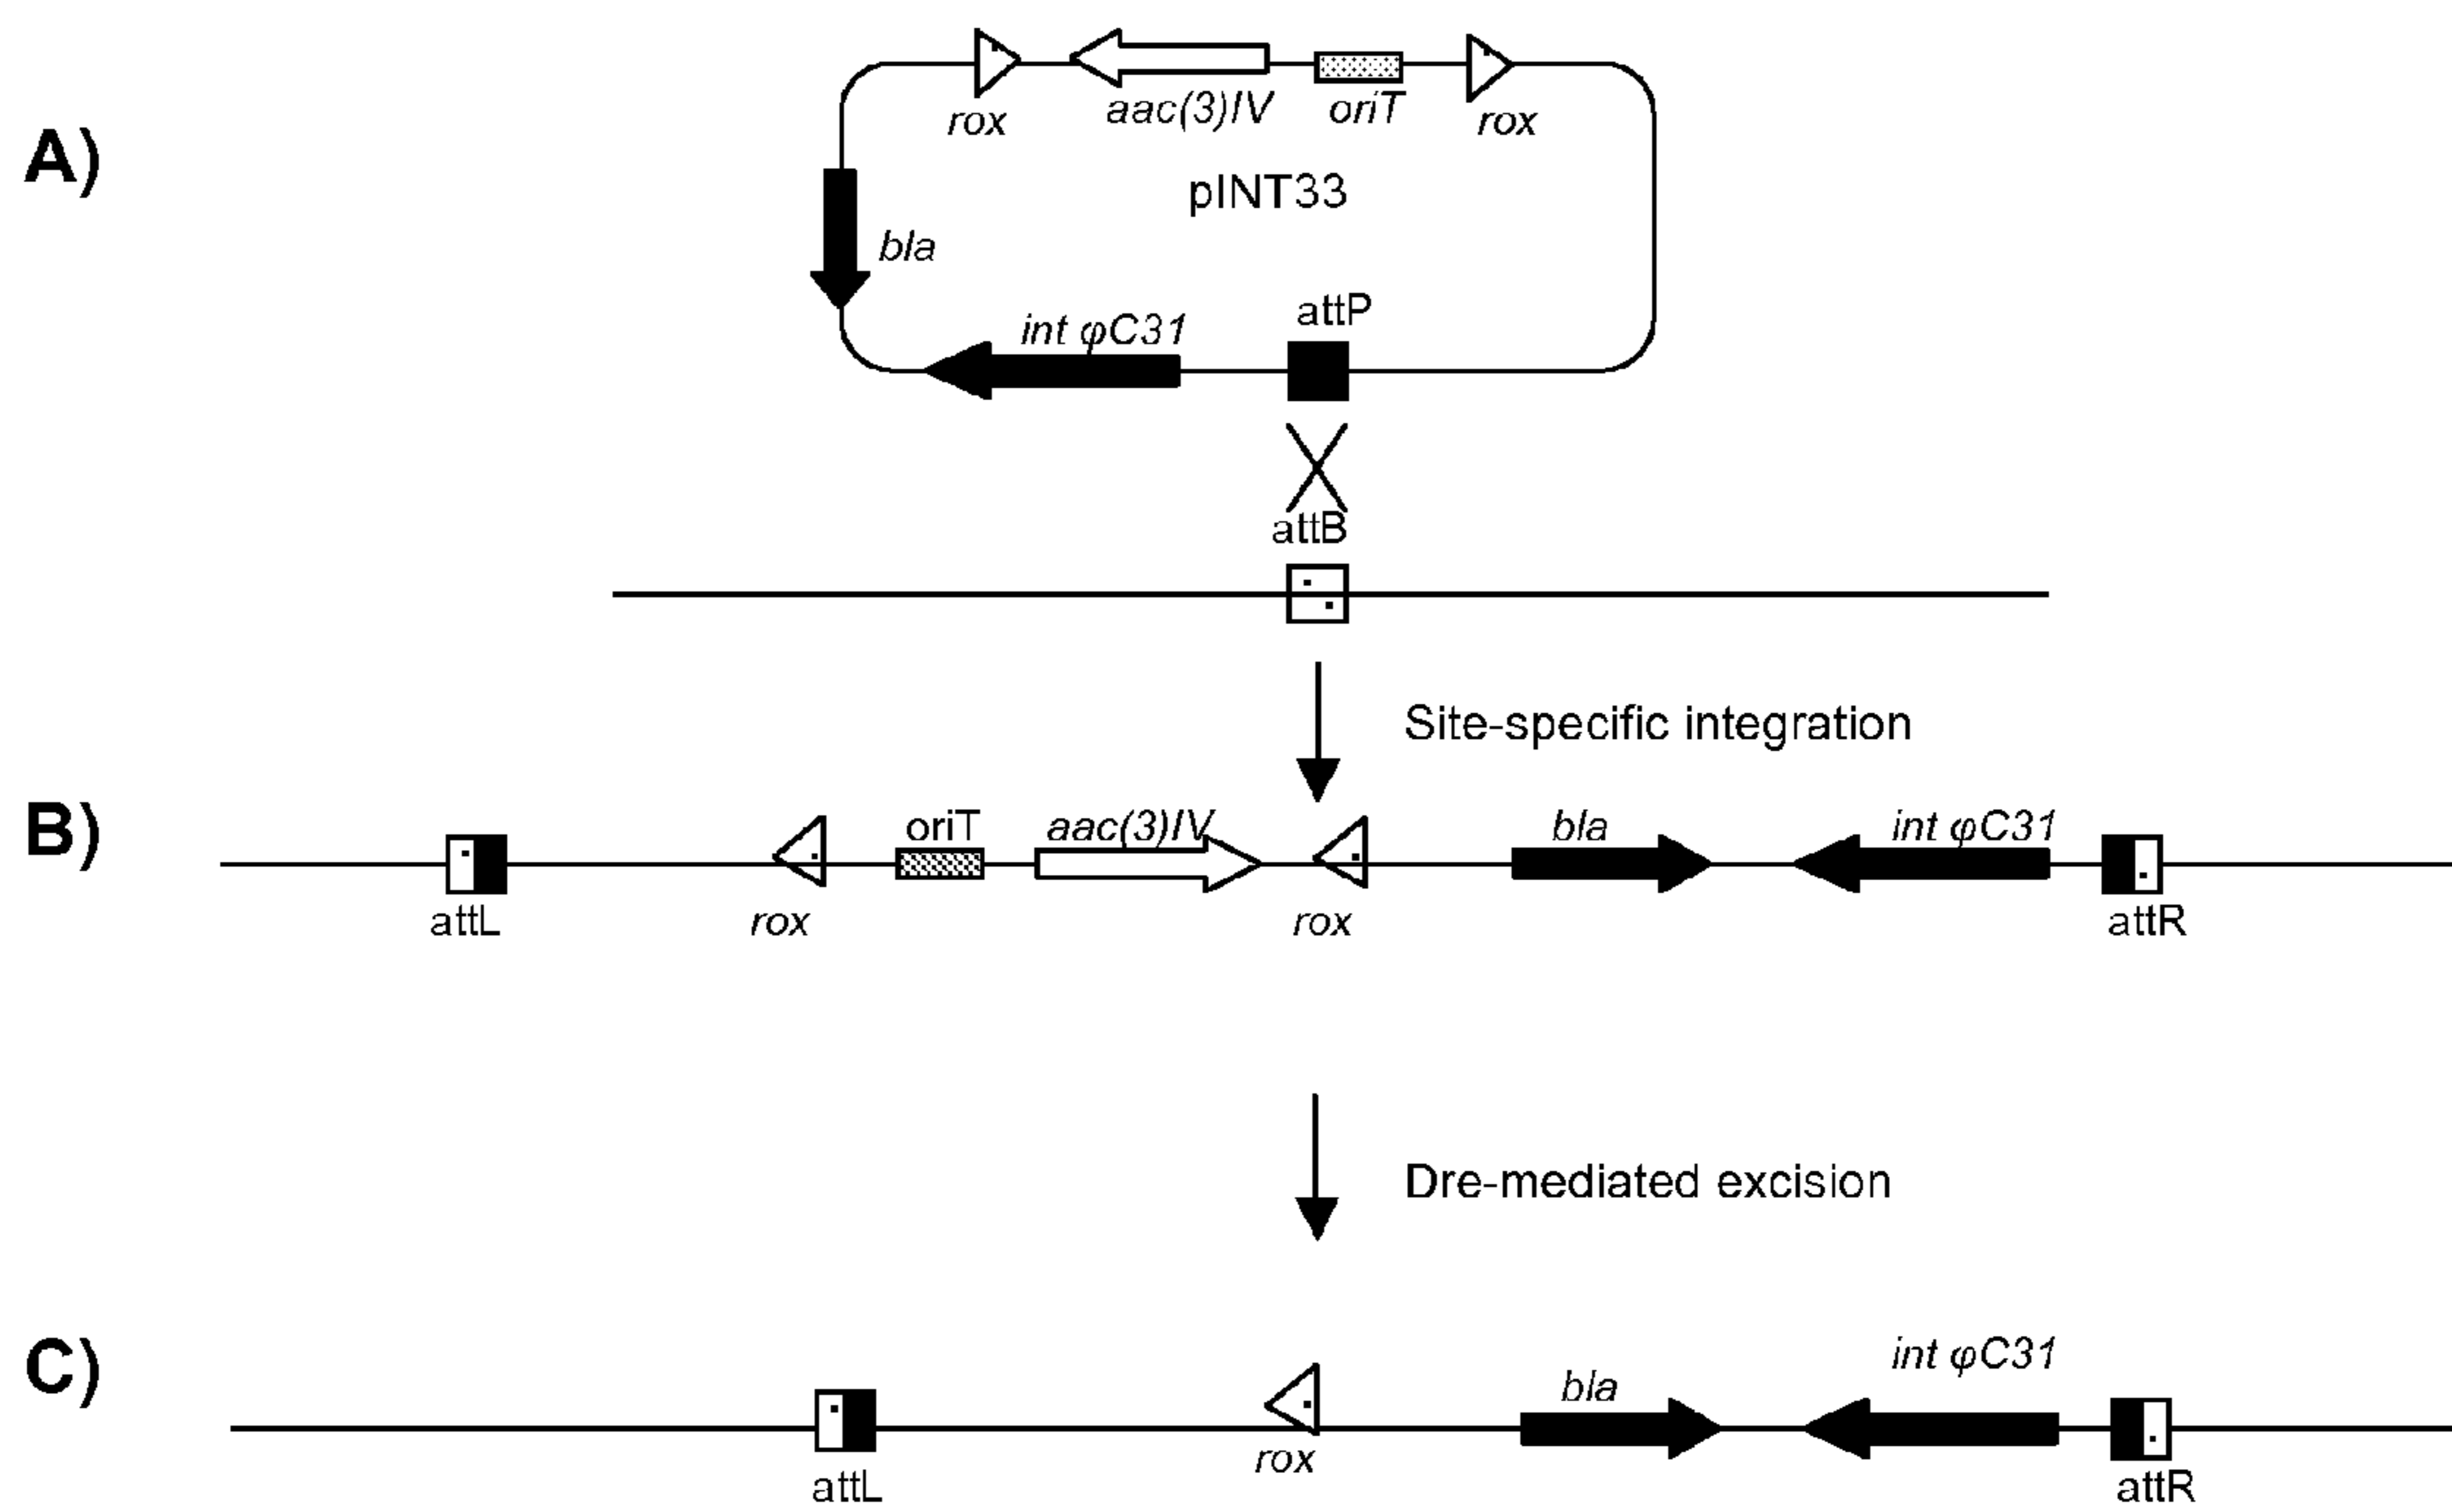 A)
rox
aac(3)IV
oriT
rox
pINT33
bla
int φC31
attP
attB
Site-specific integration
B)
oriT
aac(3)IV
bla
int φC31
attL
rox
rox
attR
Dre-mediated excision
C)
int φC31
bla
rox
attL
attR